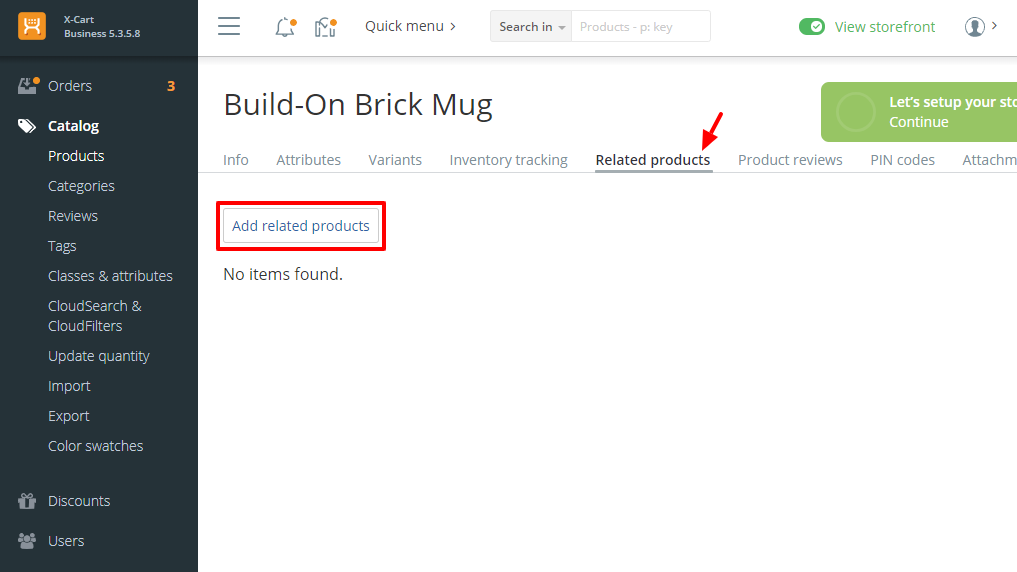 X-Cart
Business 5.3.5.8
Quick menu
Search in
Products - p: key
View storefront
Orders
3
Catalog
Products
Categories
Reviews
Tags
Classes & attributes
CloudSearch &
CloudFilters
Update quantity
Import
Export
Color swatches
Discounts
Users
Build-On Brick Mug
Let's setup your sto
Continue
Info
Attributes
Variants
Inventory tracking
Related products
Product reviews
PIN codes
Attachm
Add related products
No items found.